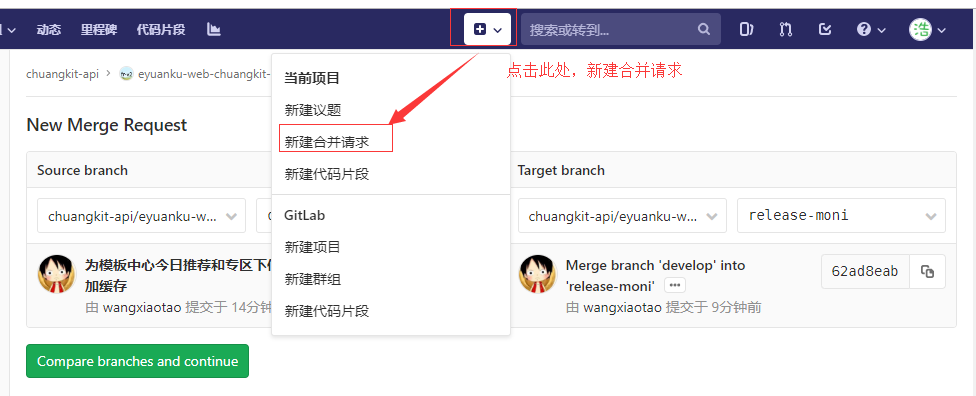 动态 里程碑 代码片段 搜索或转到... 浩
点击此处，新建合并请求
chuangkit-api > eyuanku-web-chuangkit-
当前项目
新建议题
新建合并请求
新建代码片段
GitLab
新建项目
新建群组
新建代码片段
New Merge Request
Source branch
chuangkit-api/eyuanku-w...
为模板中心今日推荐和专区下
加缓存
由 wangxiaotao 提交于 14分钟
Target branch
chuangkit-api/eyuanku-w... release-moni
Merge branch 'develop' into
'release-moni' ...
由 wangxiaotao 提交于 9分钟前
62ad8eab
Compare branches and continue